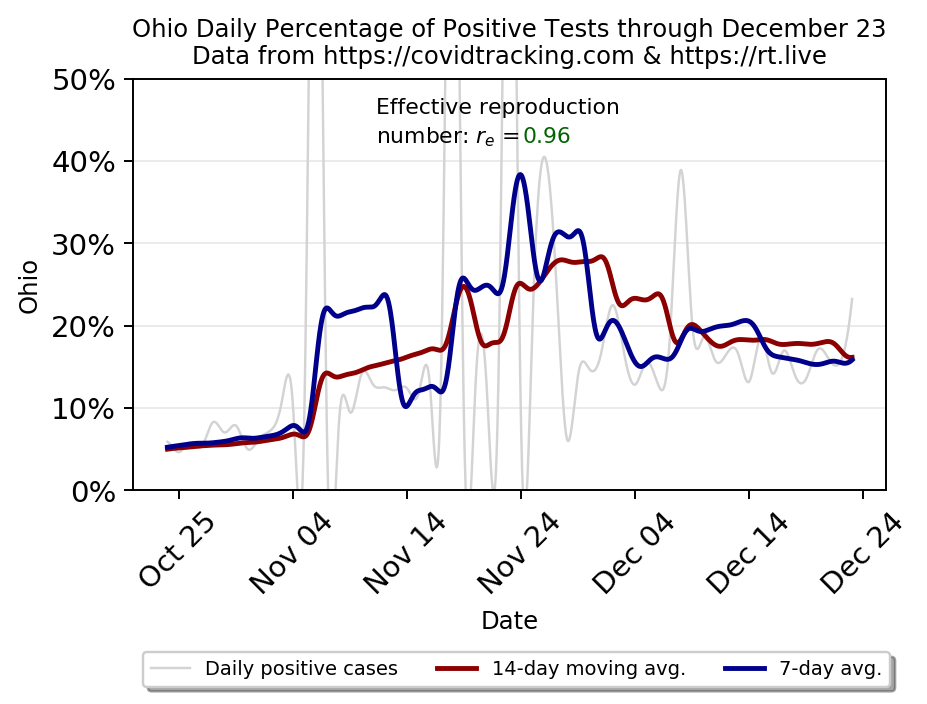 Ohio Daily Percentage of Positive Tests through December 23
Data from https://covidtracking.com & https://rt.live
50%
40%
30%
20%
10%
0%
Ohio
Effective reproduction
number: rₑ =0.96
Oct 25
Nov 04
Nov 14
Nov 24
Dec 04
Dec 14
Dec 24
Date
Daily positive cases
14-day moving avg.
7-day avg.